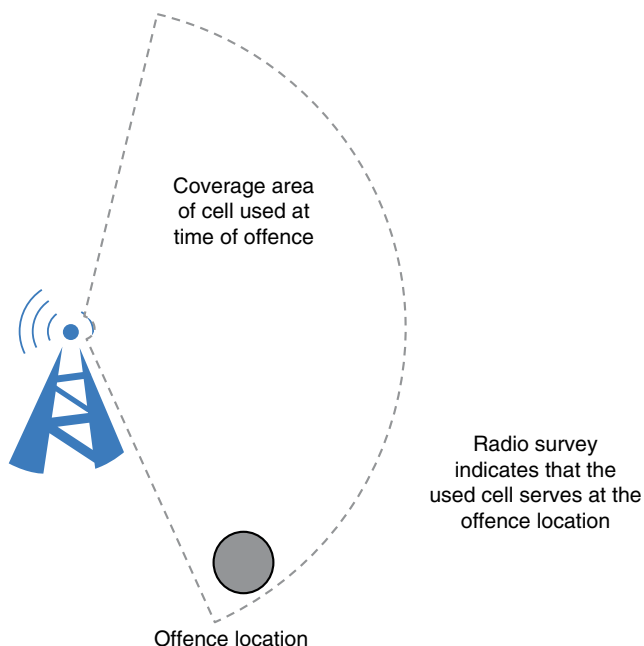 Coverage area
of cell used at
time of offence
Radio survey
indicates that the
used cell serves at the
offence location
Offence location